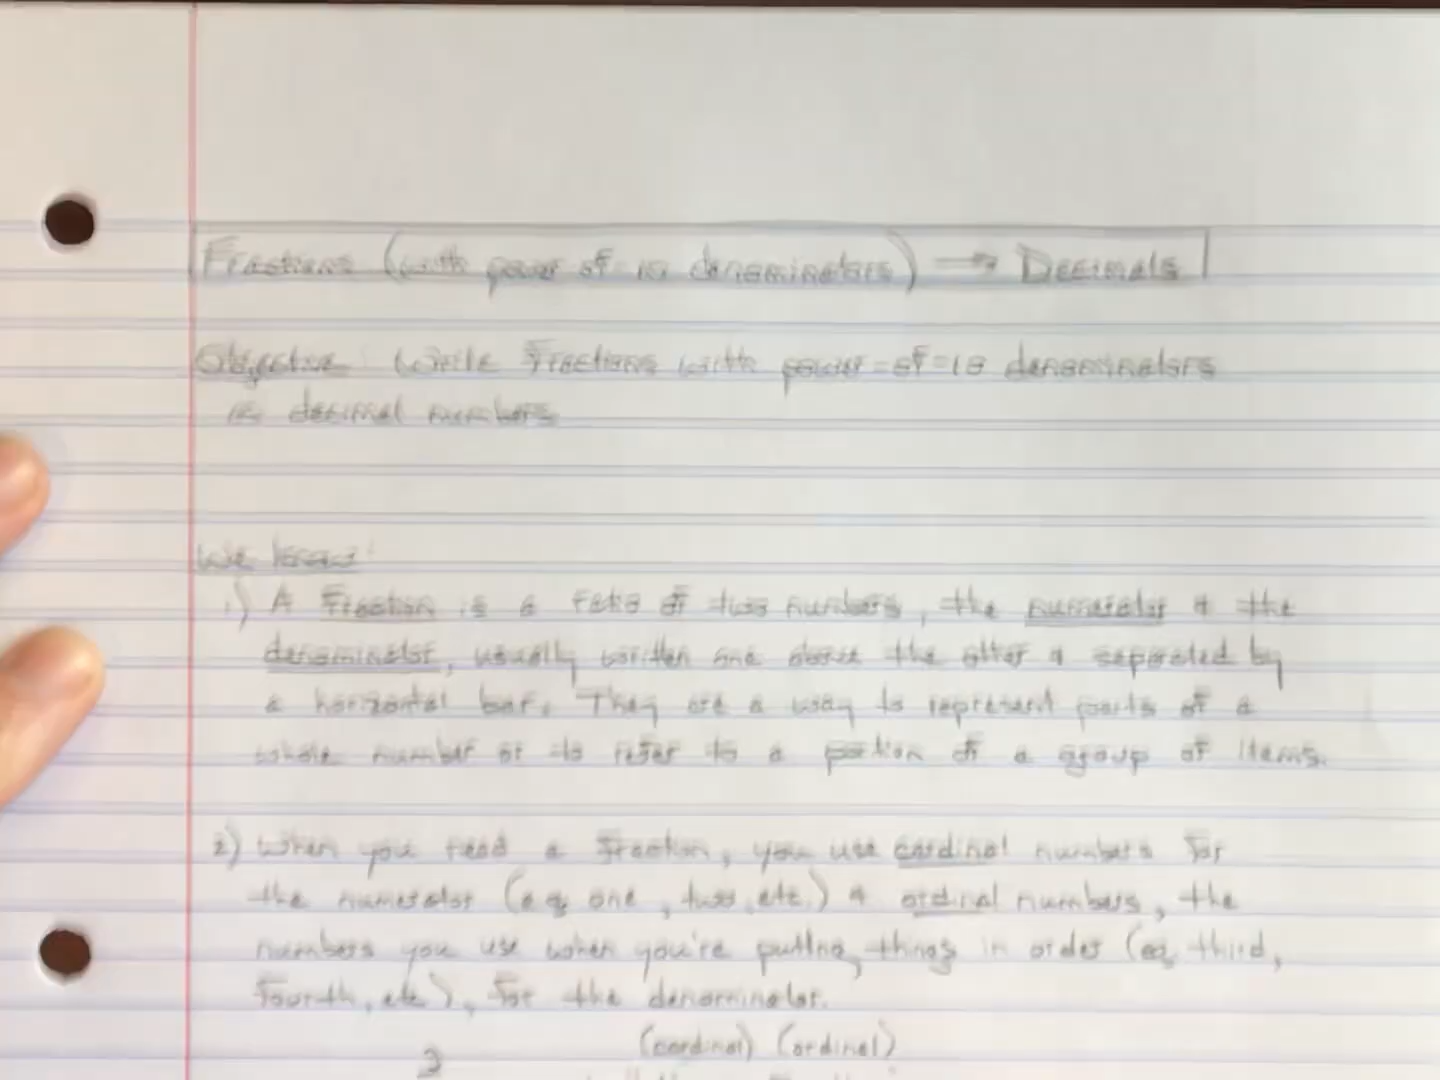 Fractions (with power of 10 denominators) → Decimals
Objective: Write fractions with power-of-10 denominators
as decimal numbers
We know:
1.) A fraction is a ratio of two numbers, the numerator & the
denominator, usually written one above the other & separated by
a horizontal bar. They are a way to represent parts of a
whole number or to refer to a portion of a group of items.
2) When you read a fraction, you use cardinal numbers for
the numerator (eg one, two, etc.) & ordinal numbers, the
numbers you use when you're putting things in order (eg third,
fourth, etc), for the denominator.
(cardinal) (ordinal)
3